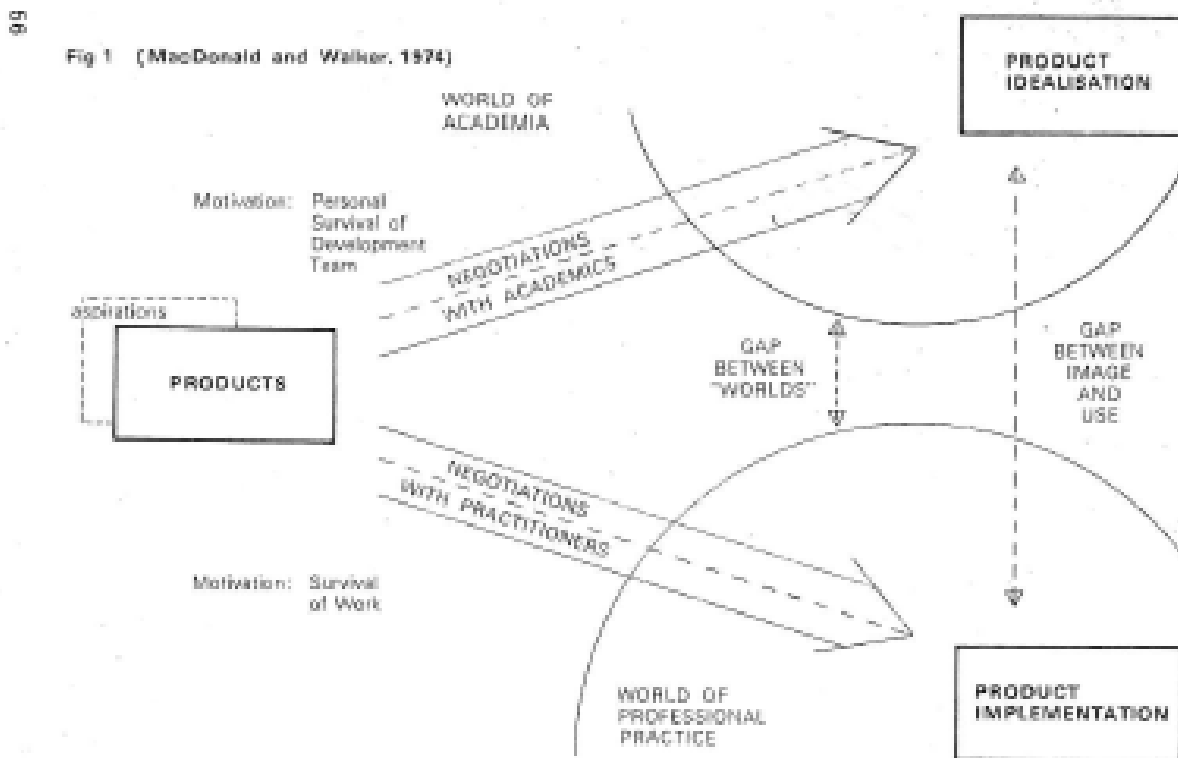 66
Fig 1 (MacDonald and Walker, 1974)
WORLD OF
ACADEMIA
PRODUCT
IDEALISATION
Motivation: Personal
Survival of
Development
Team
NEGOTIATIONS
WITH ACADEMICS
aspirations
PRODUCTS
GAP
BETWEEN
"WORLDS"
GAP
BETWEEN
IMAGE
AND
USE
NEGOTIATIONS
WITH PRACTITIONERS
Motivation: Survival
of Work
WORLD OF
PROFESSIONAL
PRACTICE
PRODUCT
IMPLEMENTATION